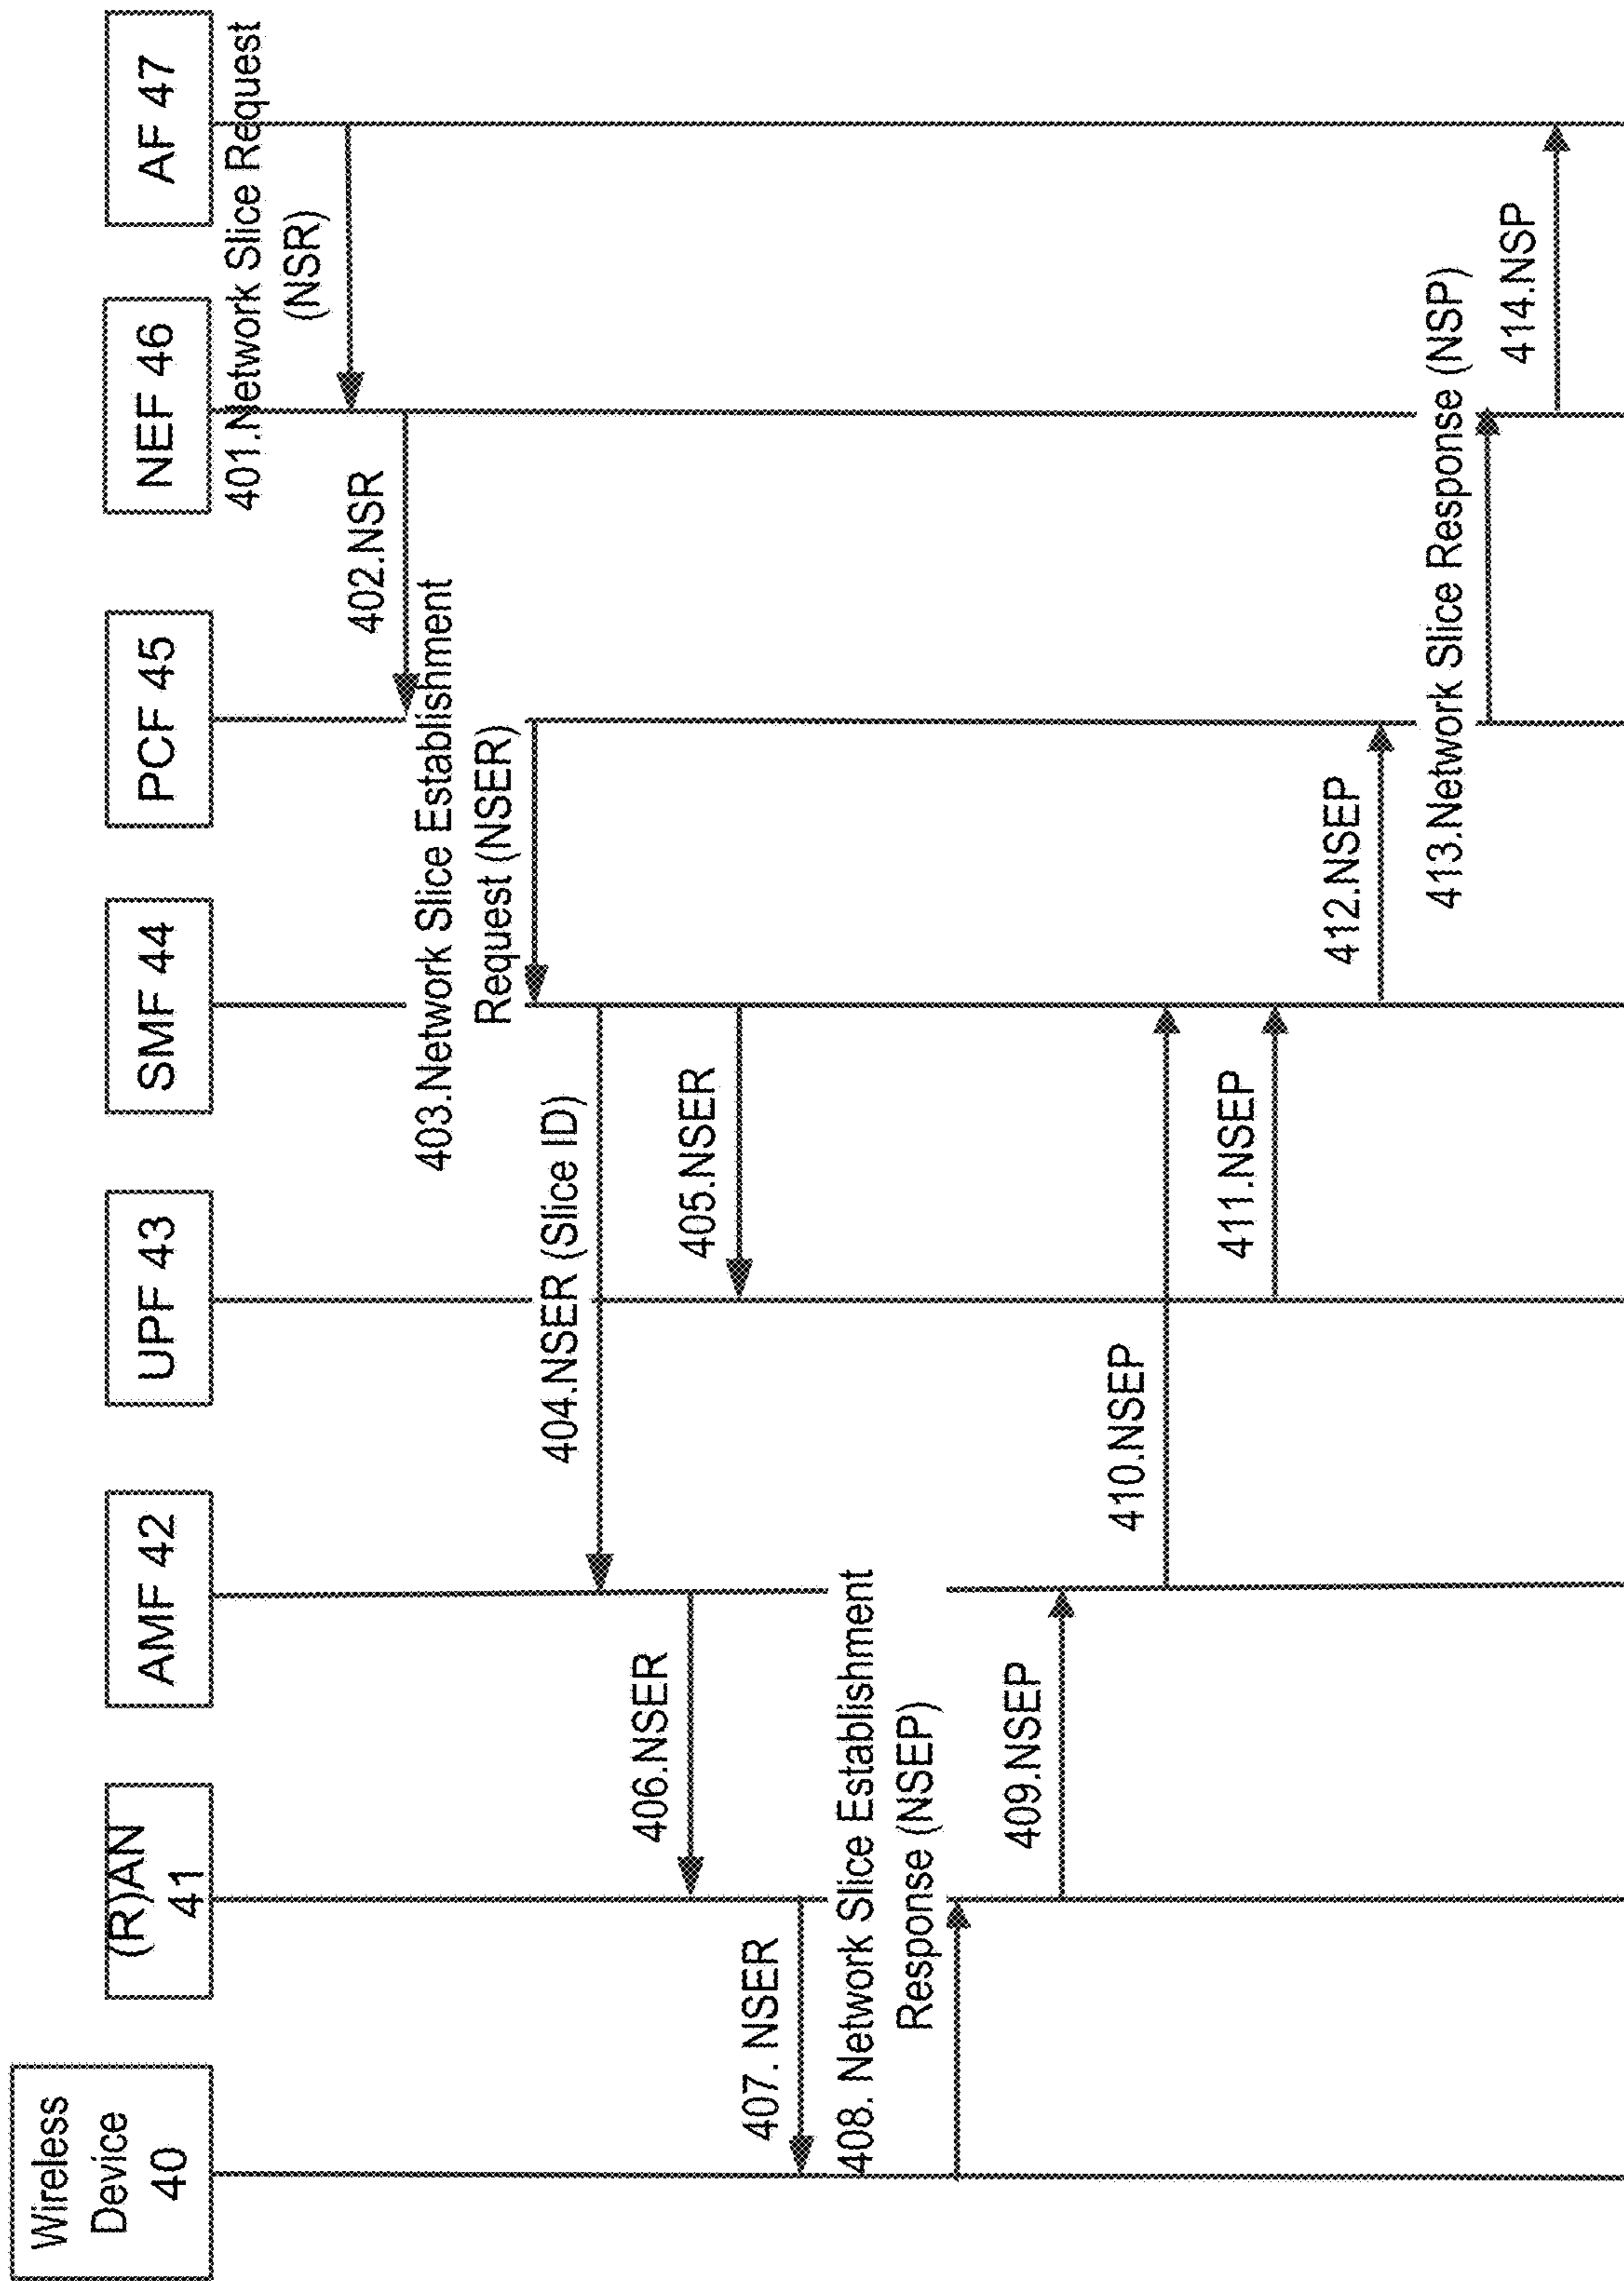 Wireless
Device
40
(R)AN
41
AMF 42
UPF 43
SMF 44
PCF 45
NEF 46
AF 47
401.Network Slice Request
(NSR)
402.NSR
403.Network Slice Establishment
Request (NSER)
404.NSER (Slice ID)
405.NSER
406.NSER
407. NSER
408. Network Slice Establishment
Response (NSEP)
409.NSEP
410.NSEP
411.NSEP
412.NSEP
413.Network Slice Response (NSP)
414.NSP